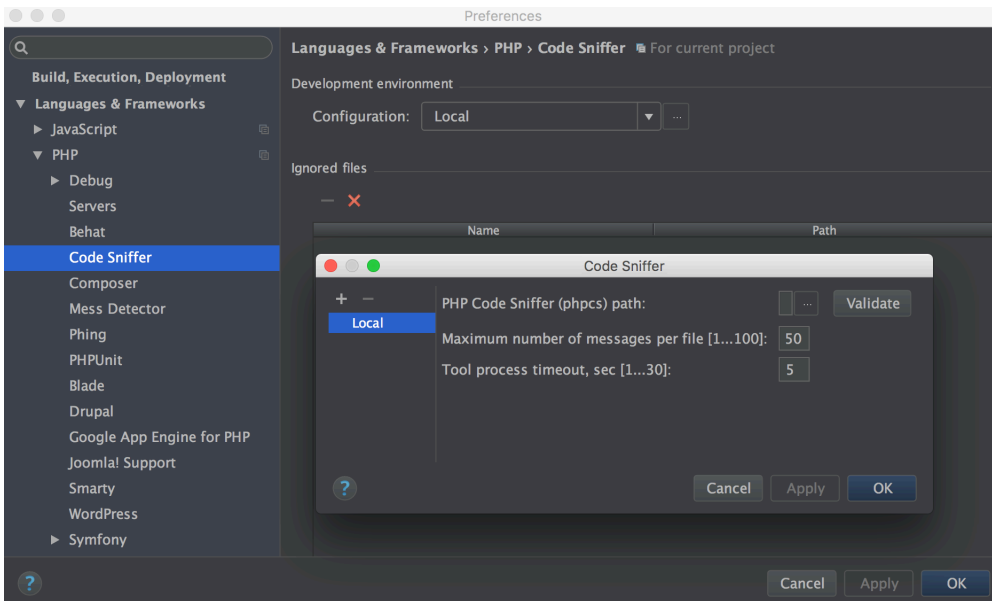 Preferences
Languages & Frameworks › PHP › Code Sniffer For current project
Build, Execution, Deployment
Languages & Frameworks
JavaScript
PHP
Debug
Servers
Behat
Code Sniffer
Composer
Mess Detector
Phing
PHPUnit
Blade
Drupal
Google App Engine for PHP
Joomla! Support
Smarty
WordPress
Symfony
Development environment
Configuration: Local ...
Ignored files
Name Path
Code Sniffer
Local
PHP Code Sniffer (phpcs) path: ... Validate
Maximum number of messages per file [1...100]: 50
Tool process timeout, sec [1...30]: 5
? Cancel Apply OK
? Cancel Apply OK